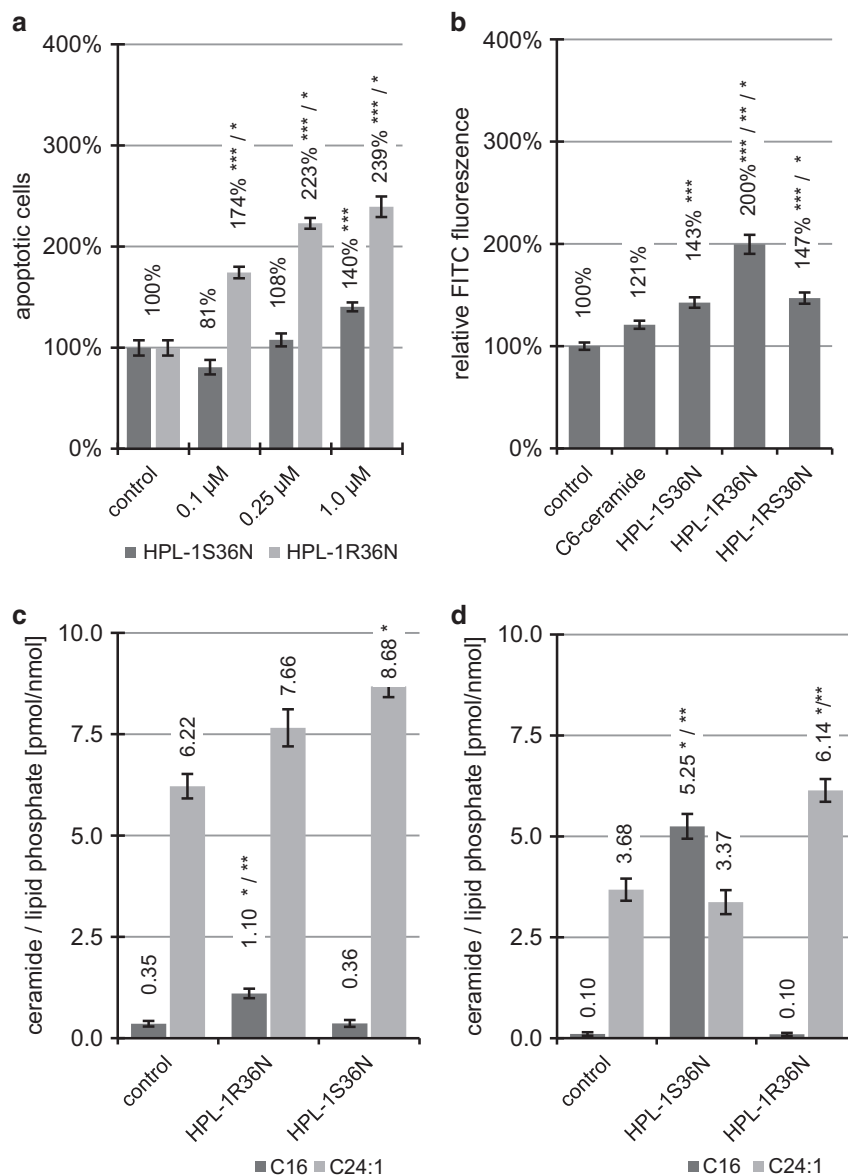 a
400%
300%
200%
100%
0%
apoptotic cells
100%
81%
174% *** / *
108%
223% *** / *
140% ***
239% *** / *
control
0.1 µM
0.25 µM
1.0 µM
HPL-1S36N HPL-1R36N
b
400%
300%
200%
100%
0%
relative FITC fluoreszence
100%
121%
143% ***
200%*** / ** / *
147% *** / *
control
C6-ceramide
HPL-1S36N
HPL-1R36N
HPL-1RS36N
c
10.0
7.5
5.0
2.5
0.0
ceramide / lipid phosphate [pmol/nmol]
0.35
6.22
1.10 * / **
7.66
0.36
8.68 *
control
HPL-1R36N
HPL-1S36N
C16 C24:1
d
10.0
7.5
5.0
2.5
0.0
ceramide / lipid phosphate [pmol/nmol]
0.10
3.68
5.25 * / **
3.37
0.10
6.14 */**
control
HPL-1S36N
HPL-1R36N
C16 C24:1